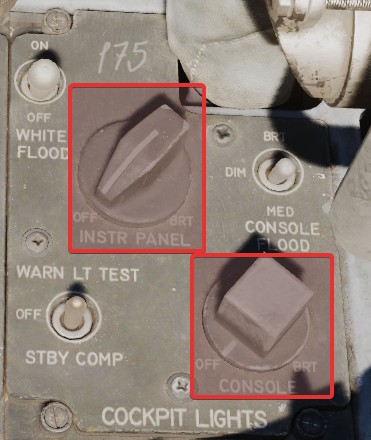 ON
175
OFF
WHITE
FLOOD
OFF
BRT
INSTR PANEL
BRT
DIM
MED
CONSOLE
FLOOD
WARN LT TEST
OFF
STBY COMP
OFF
BRT
CONSOLE
COCKPIT LIGHTS